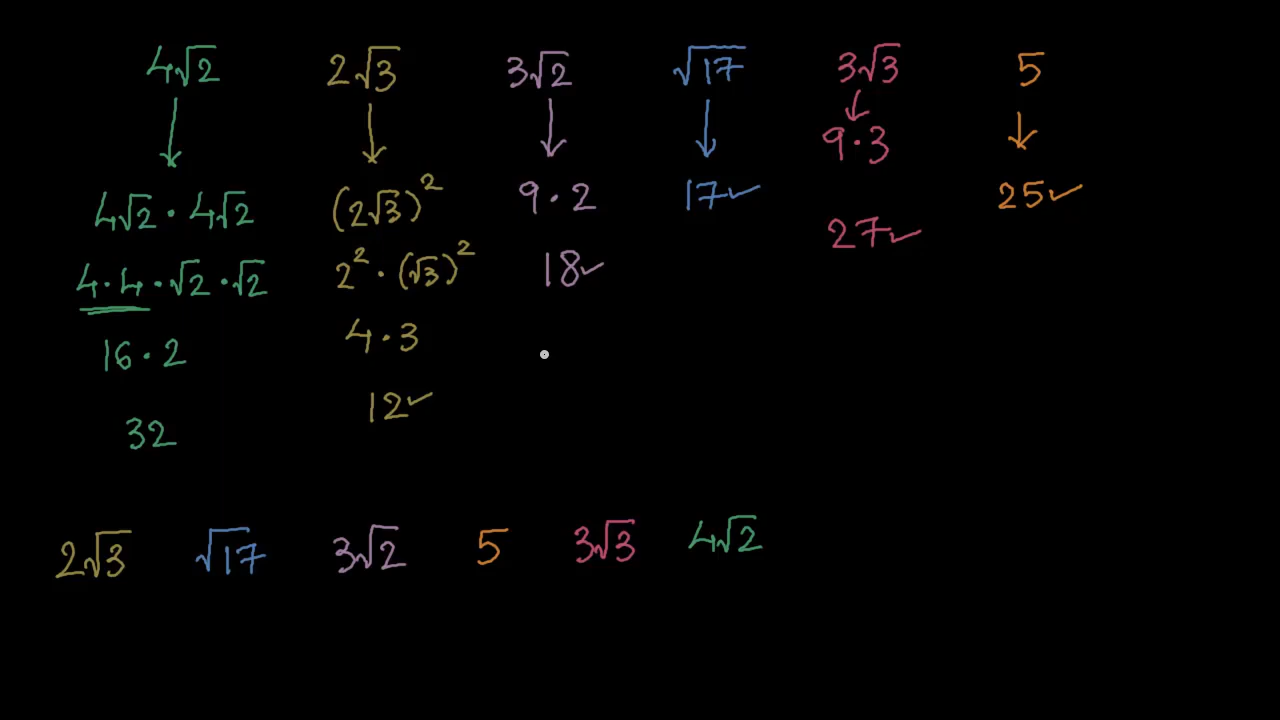 4√2 2√3 3√2 √17 3√3 5
9·3
4√2·4√2 (2√3)² 9·2 17✓ 25✓
27✓
4·4·√2·√2 2²·(√3)² 18✓
16·2 4·3
32 12✓
2√3 √17 3√2 5 3√3 4√2